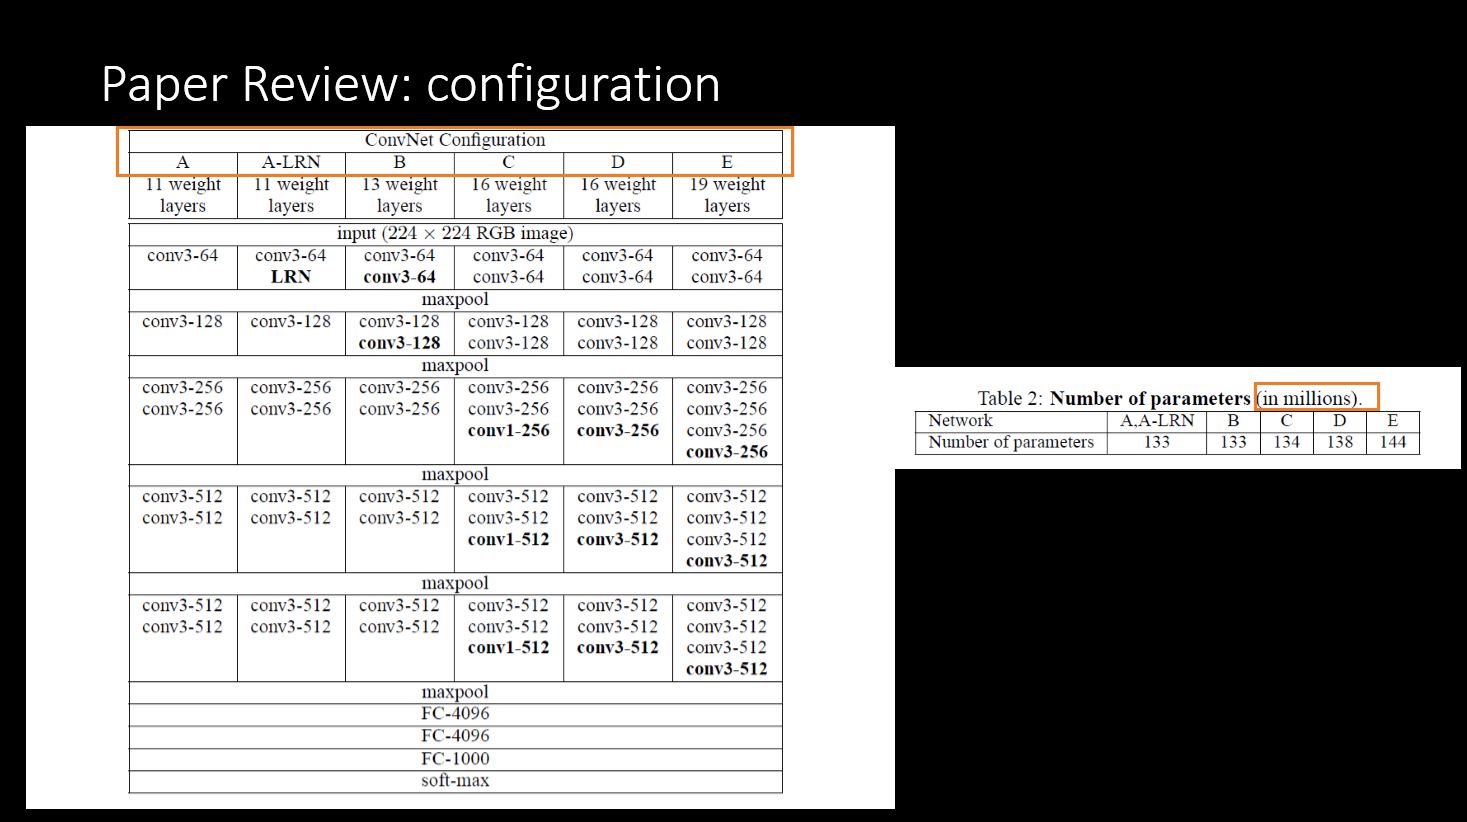 Paper Review: configuration
ConvNet Configuration
A A-LRN B C D E
11 weight 11 weight 13 weight 16 weight 16 weight 19 weight
layers layers layers layers layers layers
input (224 × 224 RGB image)
conv3-64 conv3-64 conv3-64 conv3-64 conv3-64 conv3-64
LRN conv3-64 conv3-64 conv3-64 conv3-64
maxpool
conv3-128 conv3-128 conv3-128 conv3-128 conv3-128 conv3-128
conv3-128 conv3-128 conv3-128 conv3-128
maxpool
conv3-256 conv3-256 conv3-256 conv3-256 conv3-256 conv3-256
conv3-256 conv3-256 conv3-256 conv3-256 conv3-256 conv3-256
conv1-256 conv3-256 conv3-256
conv3-256
maxpool
conv3-512 conv3-512 conv3-512 conv3-512 conv3-512 conv3-512
conv3-512 conv3-512 conv3-512 conv3-512 conv3-512 conv3-512
conv1-512 conv3-512 conv3-512
conv3-512
maxpool
conv3-512 conv3-512 conv3-512 conv3-512 conv3-512 conv3-512
conv3-512 conv3-512 conv3-512 conv3-512 conv3-512 conv3-512
conv1-512 conv3-512 conv3-512
conv3-512
maxpool
FC-4096
FC-4096
FC-1000
soft-max
Table 2: Number of parameters (in millions).
Network A,A-LRN B C D E
Number of parameters 133 133 134 138 144